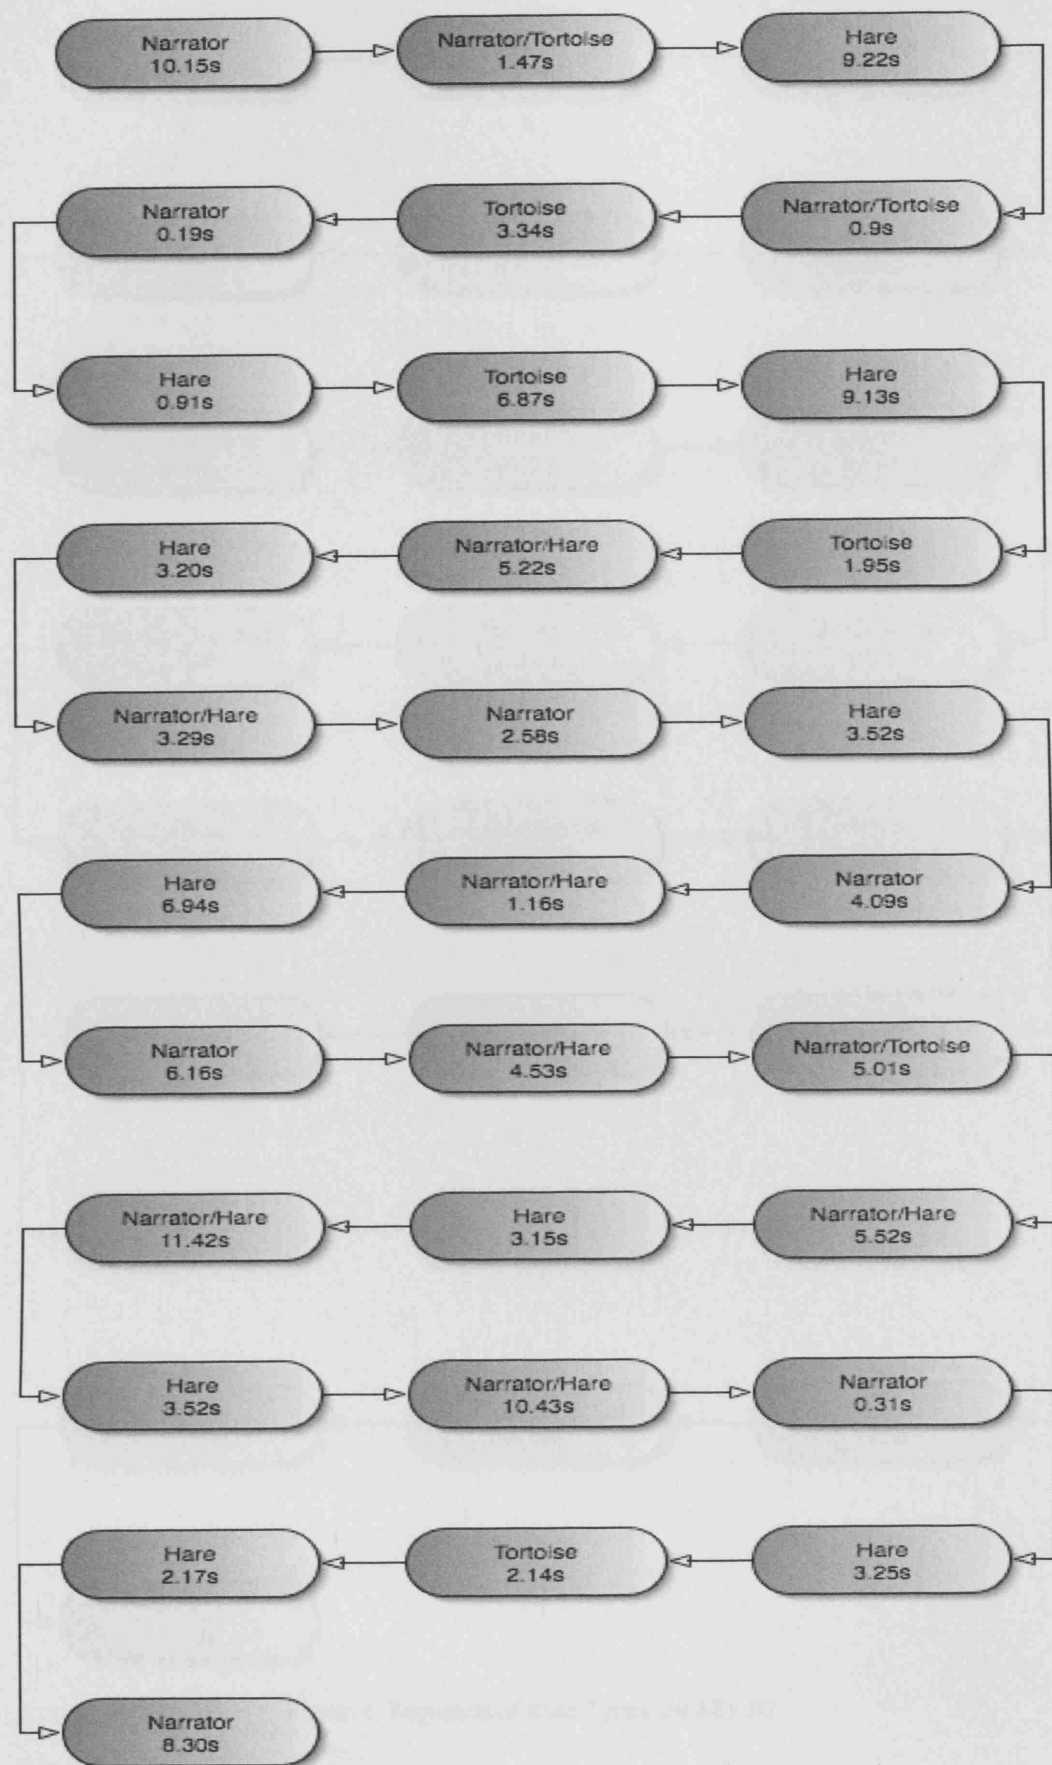 Narrator
10.15s
Narrator/Tortoise
1.47s
Hare
9.22s
Narrator/Tortoise
0.9s
Tortoise
3.34s
Narrator
0.19s
Hare
0.91s
Tortoise
6.87s
Hare
9.13s
Tortoise
1.95s
Narrator/Hare
5.22s
Hare
3.20s
Narrator/Hare
3.29s
Narrator
2.58s
Hare
3.52s
Narrator
4.09s
Narrator/Hare
1.16s
Hare
6.94s
Narrator
6.16s
Narrator/Hare
4.53s
Narrator/Tortoise
5.01s
Narrator/Hare
5.52s
Hare
3.15s
Narrator/Hare
11.42s
Hare
3.52s
Narrator/Hare
10.43s
Narrator
0.31s
Hare
3.25s
Tortoise
2.14s
Hare
2.17s
Narrator
8.30s